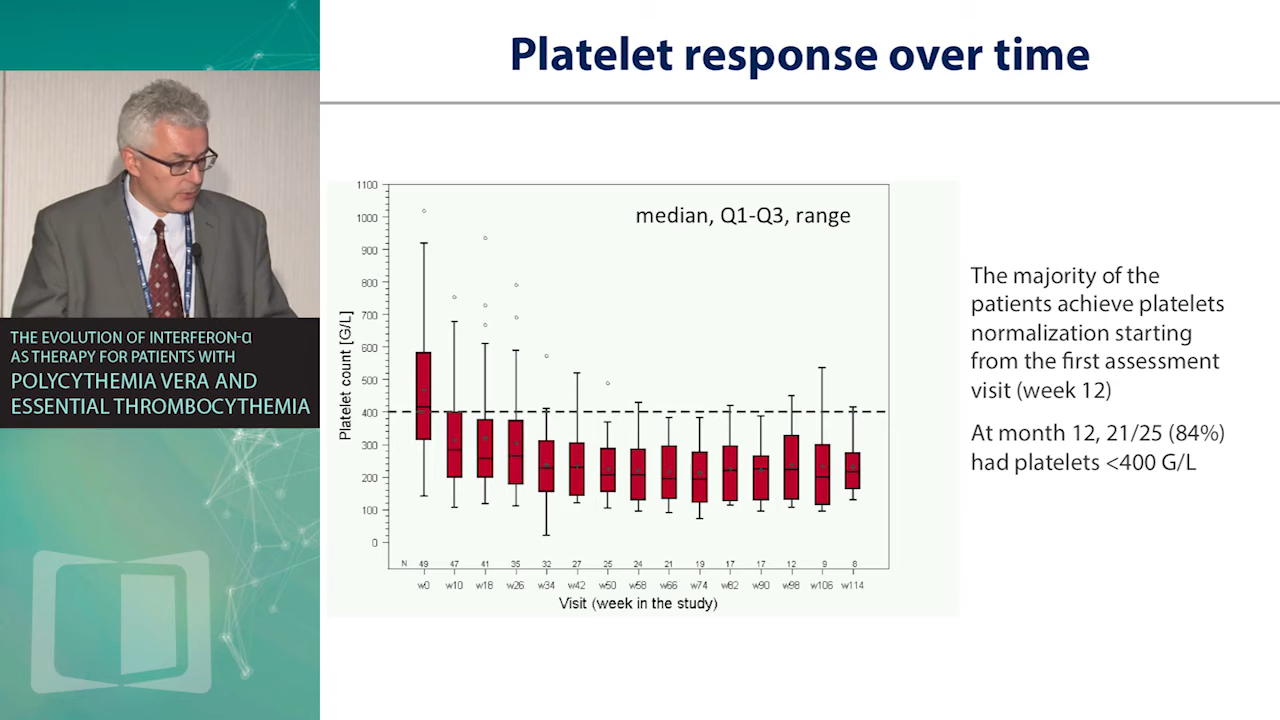 Platelet response over time
THE EVOLUTION OF INTERFERON-α
AS THERAPY FOR PATIENTS WITH
POLYCYTHEMIA VERA AND
ESSENTIAL THROMBOCYTHEMIA
median, Q1-Q3, range
Platelet count [G/L]
1100
1000
900
800
700
600
500
400
300
200
100
0
N 49 47 41 35 32 27 25 24 21 19 17 17 12 9 8
w0 w10 w18 w26 w34 w42 w50 w58 w66 w74 w82 w90 w98 w106 w114
Visit (week in the study)
The majority of the
patients achieve platelets
normalization starting
from the first assessment
visit (week 12)
At month 12, 21/25 (84%)
had platelets <400 G/L